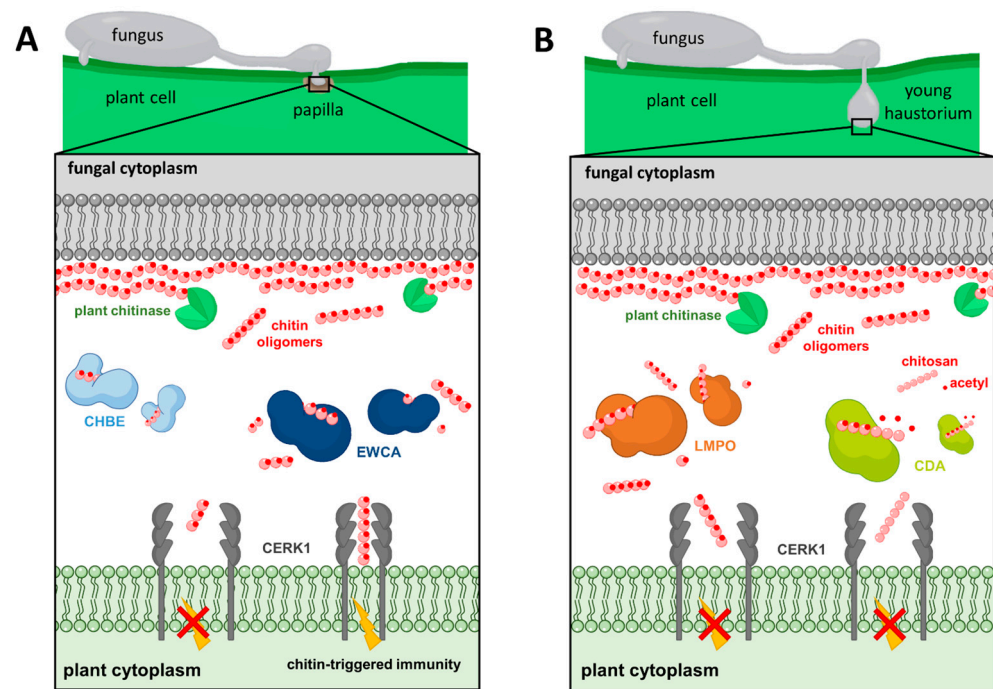 A
fungus
plant cell
papilla
fungal cytoplasm
plant chitinase
chitin
oligomers
CHBE
EWCA
CERK1
chitin-triggered immunity
plant cytoplasm
B
fungus
plant cell
young
haustorium
fungal cytoplasm
plant chitinase
chitin
oligomers
chitosan
acetyl
LMPO
CDA
CERK1
plant cytoplasm